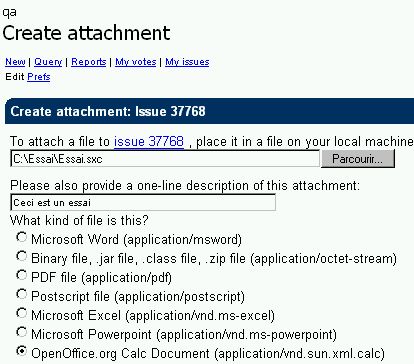 qa
Create attachment
New | Query | Reports | My votes | My issues
Edit Prefs
Create attachment: Issue 37768
To attach a file to issue 37768 , place it in a file on your local machine
C:\Essai\Essai.sxc Parcourir...
Please also provide a one-line description of this attachment:
Ceci est un essai
What kind of file is this?
Microsoft Word (application/msword)
Binary file, .jar file, .class file, .zip file (application/octet-stream)
PDF file (application/pdf)
Postscript file (application/postscript)
Microsoft Excel (application/vnd.ms-excel)
Microsoft Powerpoint (application/vnd.ms-powerpoint)
OpenOffice.org Calc Document (application/vnd.sun.xml.calc)